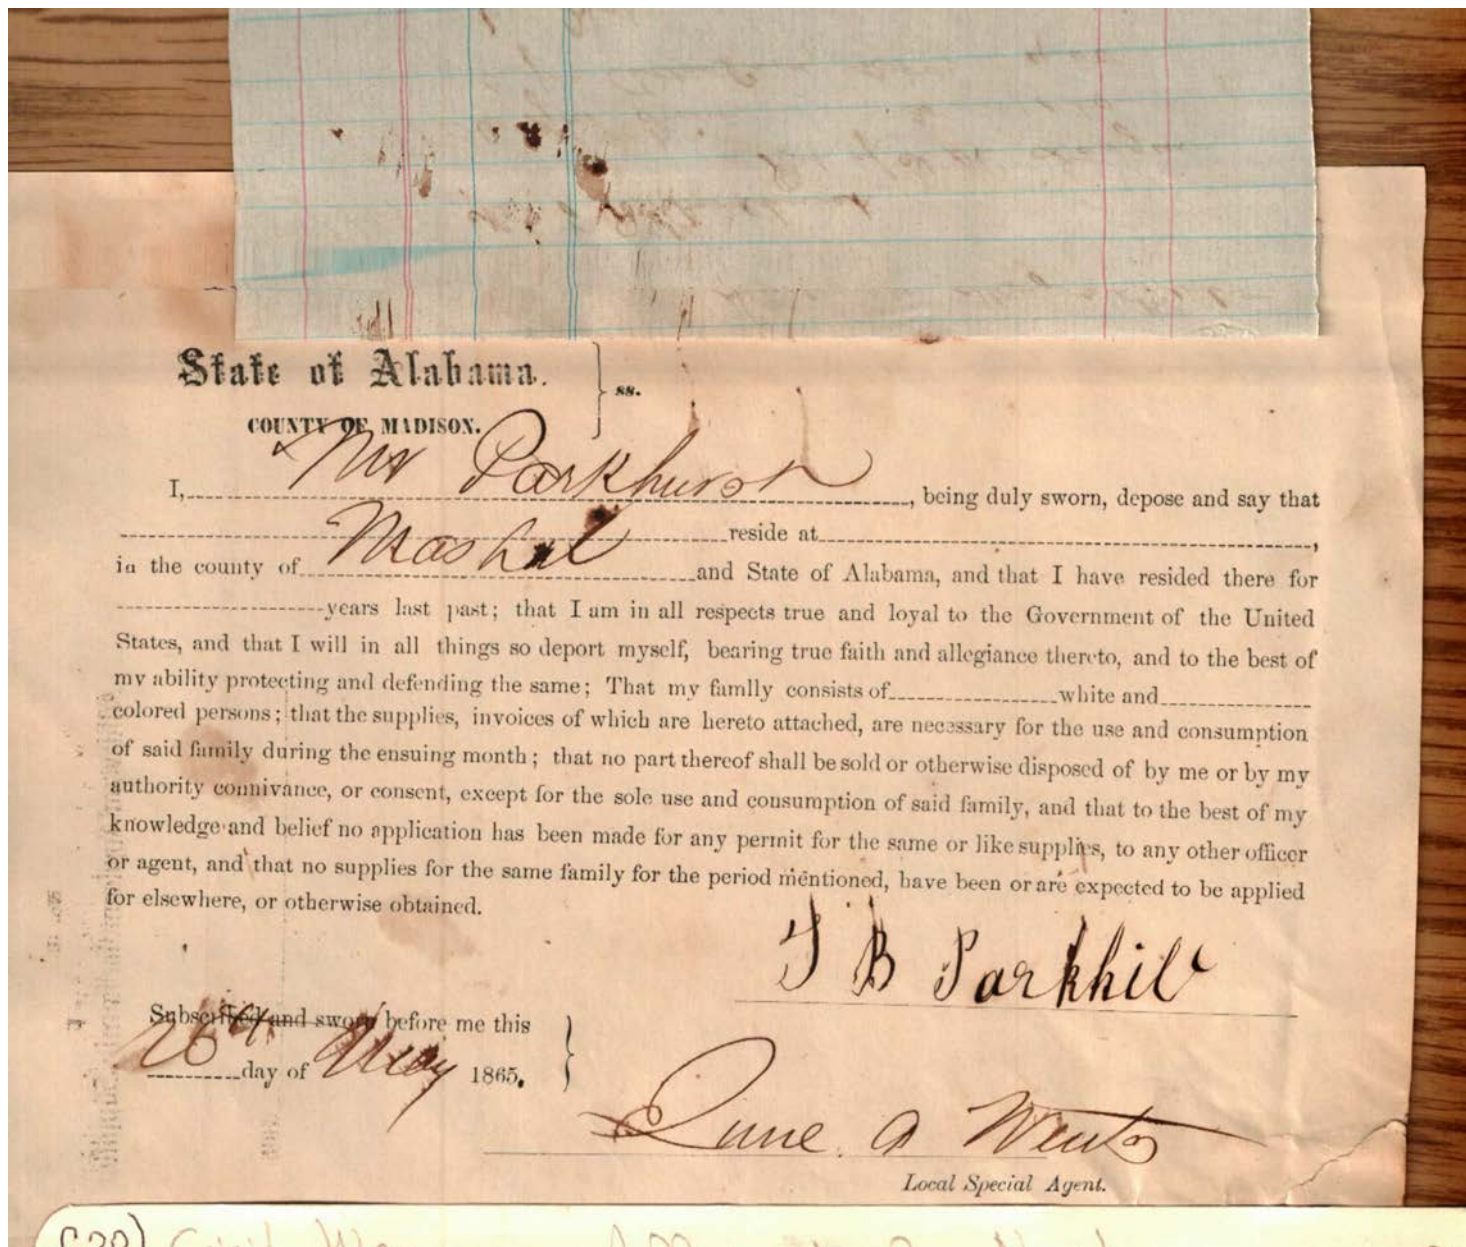 State of Alabama.
ss.
COUNTY OF MADISON.
I, Mr Parkhurst, being duly sworn, depose and say that
reside at,
in the county of Mashal and State of Alabama, and that I have resided there for
years last past; that I am in all respects true and loyal to the Government of the United
States, and that I will in all things so deport myself, bearing true faith and allegiance thereto, and to the best of
my ability protecting and defending the same; That my famlly consists of white and
colored persons; that the supplies, invoices of which are hereto attached, are necessary for the use and consumption
of said family during the ensuing month; that no part thereof shall be sold or otherwise disposed of by me or by my
authority connivance, or consent, except for the sole use and consumption of said family, and that to the best of my
knowledge and belief no application has been made for any permit for the same or like supplies, to any other officer
or agent, and that no supplies for the same family for the period mentioned, have been or are expected to be applied
for elsewhere, or otherwise obtained.
J B Parkhill
Subscribed and sworn before me this
26th day of May 1865.
Local Special Agent.